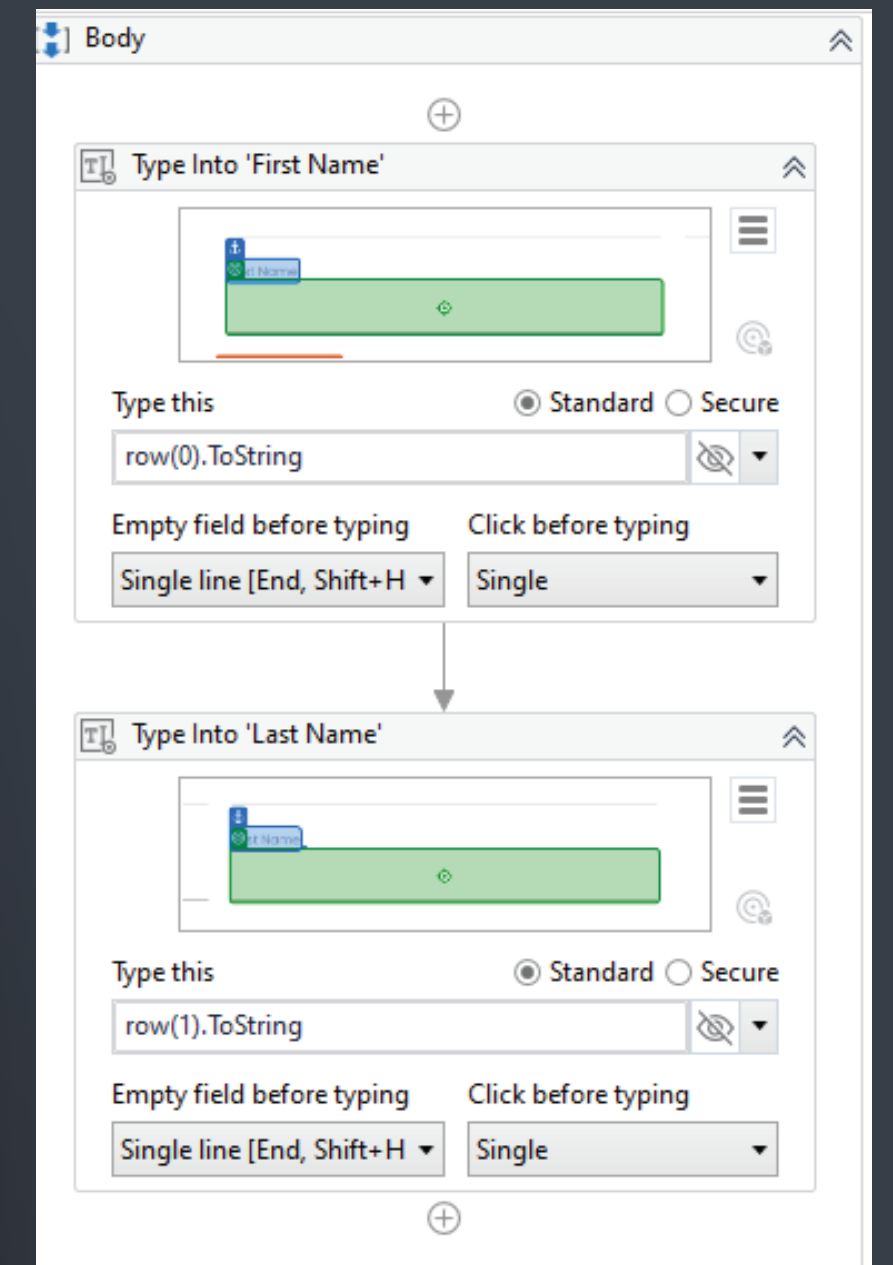 Body
Type Into 'First Name'
Name
Type this
Standard
Secure
row(0).ToString
Empty field before typing
Click before typing
Single line [End, Shift+H
Single
Type Into 'Last Name'
Name
Type this
Standard
Secure
row(1).ToString
Empty field before typing
Click before typing
Single line [End, Shift+H
Single